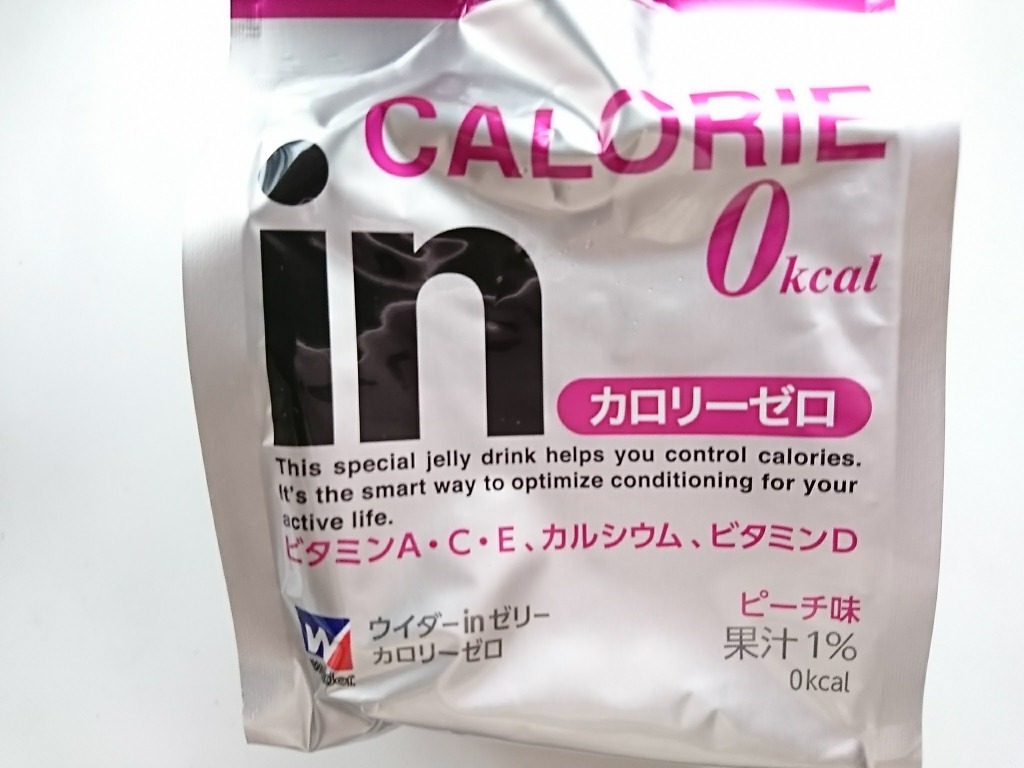 CALORIE
0kcal
in
カロリーゼロ
This special jelly drink helps you control calories.
It's the smart way to optimize conditioning for your
active life.
ビタミンA・C・E、カルシウム、ビタミンD
ピーチ味
果汁1%
0kcal
W
ウイダーinゼリー
カロリーゼロ